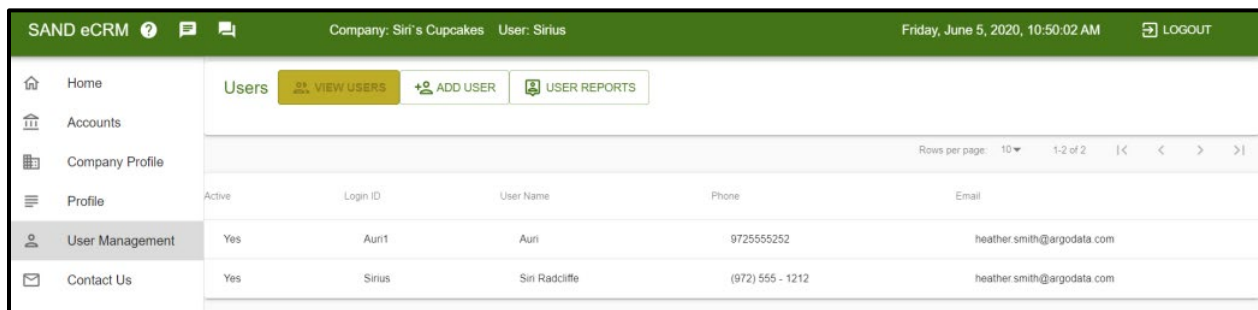 SAND eCRM Company: Siri`s Cupcakes User: Sirius Friday, June 5, 2020, 10:50:02 AM LOGOUT
Home
Accounts
Company Profile
Profile
User Management
Contact Us
Users VIEW USERS ADD USER USER REPORTS
Rows per page: 10 1-2 of 2
Active Login ID User Name Phone Email
Yes Auri1 Auri 9725555252 heather.smith@argodata.com
Yes Sirius Siri Radcliffe (972) 555 - 1212 heather.smith@argodata.com